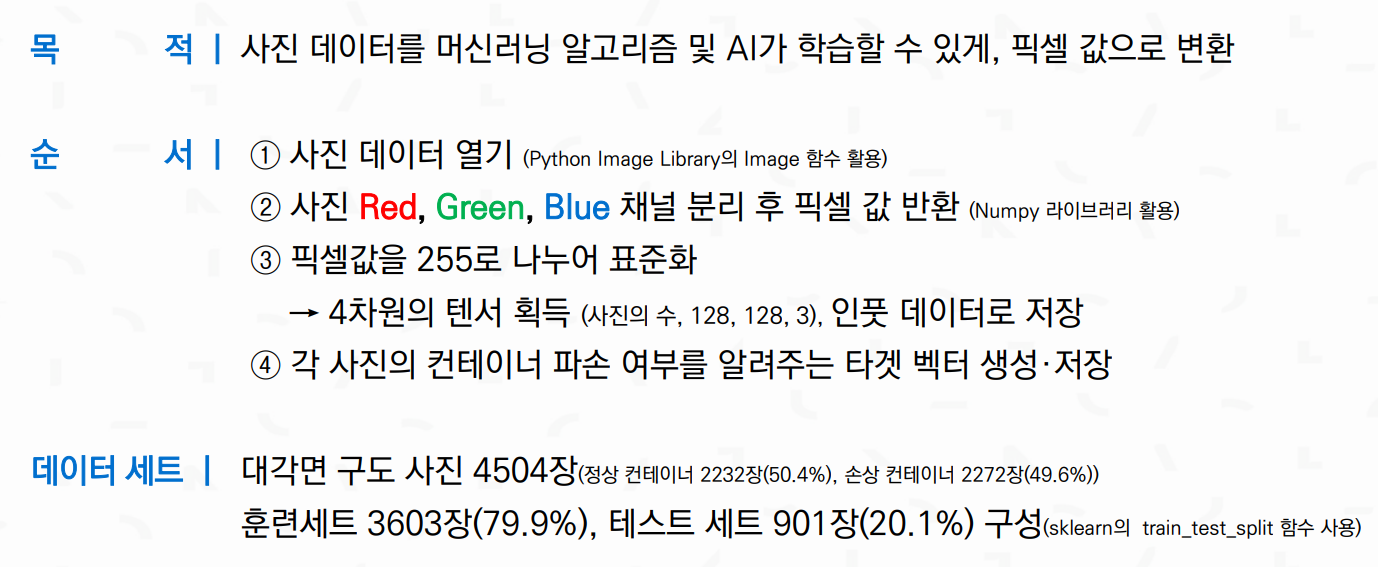 목 적 | 사진 데이터를 머신러닝 알고리즘 및 AI가 학습할 수 있게, 픽셀 값으로 변환
순 서 | ① 사진 데이터 열기 (Python Image Library의 Image 함수 활용)
② 사진 Red, Green, Blue 채널 분리 후 픽셀 값 반환 (Numpy 라이브러리 활용)
③ 픽셀값을 255로 나누어 표준화
→ 4차원의 텐서 획득 (사진의 수, 128, 128, 3), 인풋 데이터로 저장
④ 각 사진의 컨테이너 파손 여부를 알려주는 타겟 벡터 생성·저장
데이터 세트 | 대각면 구도 사진 4504장(정상 컨테이너 2232장(50.4%), 손상 컨테이너 2272장(49.6%))
훈련세트 3603장(79.9%), 테스트 세트 901장(20.1%) 구성(sklearn의 train_test_split 함수 사용)